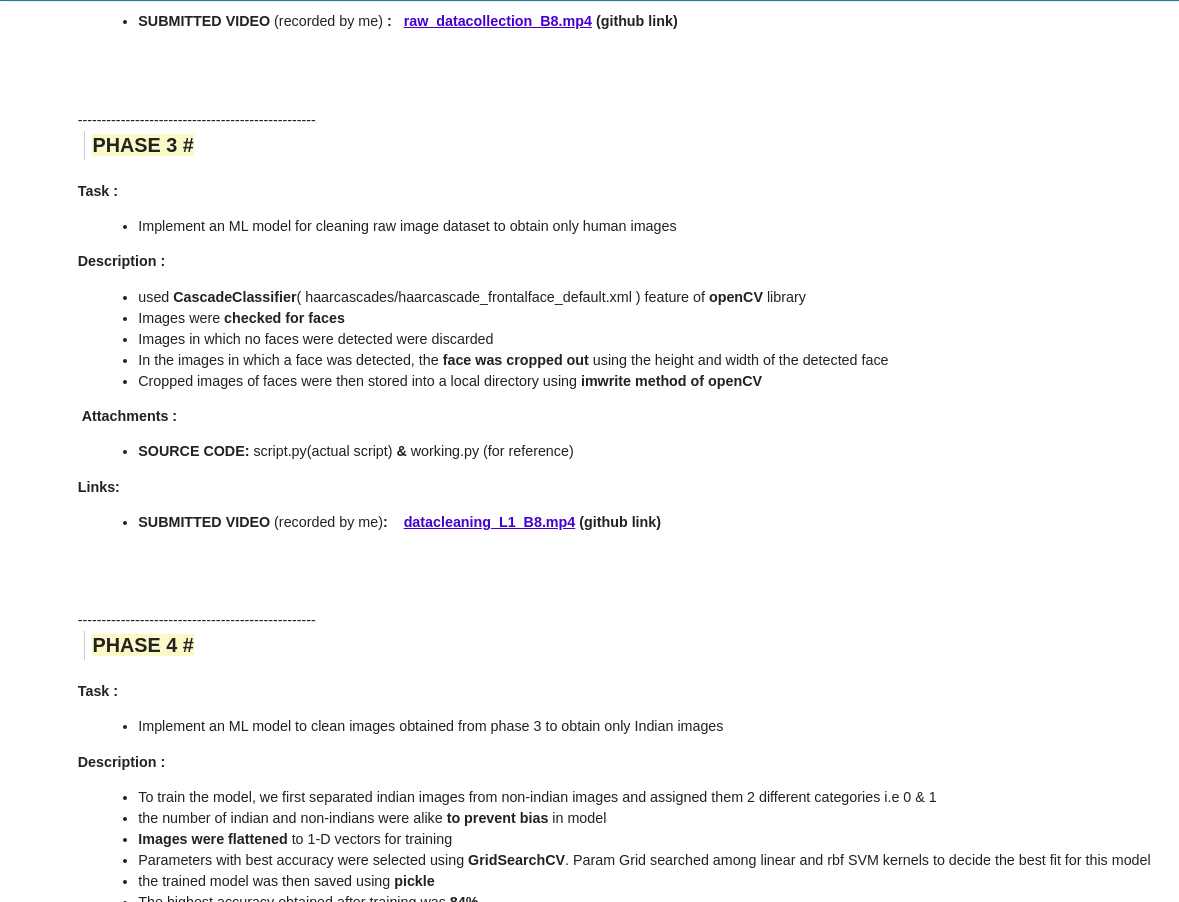 • SUBMITTED VIDEO (recorded by me) : raw_datacollection_B8.mp4 (github link)
---------------------------------------------------
PHASE 3 #
Task :
• Implement an ML model for cleaning raw image dataset to obtain only human images
Description :
• used CascadeClassifier( haarcascades/haarcascade_frontalface_default.xml ) feature of openCV library
• Images were checked for faces
• Images in which no faces were detected were discarded
• In the images in which a face was detected, the face was cropped out using the height and width of the detected face
• Cropped images of faces were then stored into a local directory using imwrite method of openCV
Attachments :
• SOURCE CODE: script.py(actual script) & working.py (for reference)
Links:
• SUBMITTED VIDEO (recorded by me): datacleaning_L1_B8.mp4 (github link)
---------------------------------------------------
PHASE 4 #
Task :
• Implement an ML model to clean images obtained from phase 3 to obtain only Indian images
Description :
• To train the model, we first separated indian images from non-indian images and assigned them 2 different categories i.e 0 & 1
• the number of indian and non-indians were alike to prevent bias in model
• Images were flattened to 1-D vectors for training
• Parameters with best accuracy were selected using GridSearchCV. Param Grid searched among linear and rbf SVM kernels to decide the best fit for this model
• the trained model was then saved using pickle
• The highest accuracy obtained after training was 84%